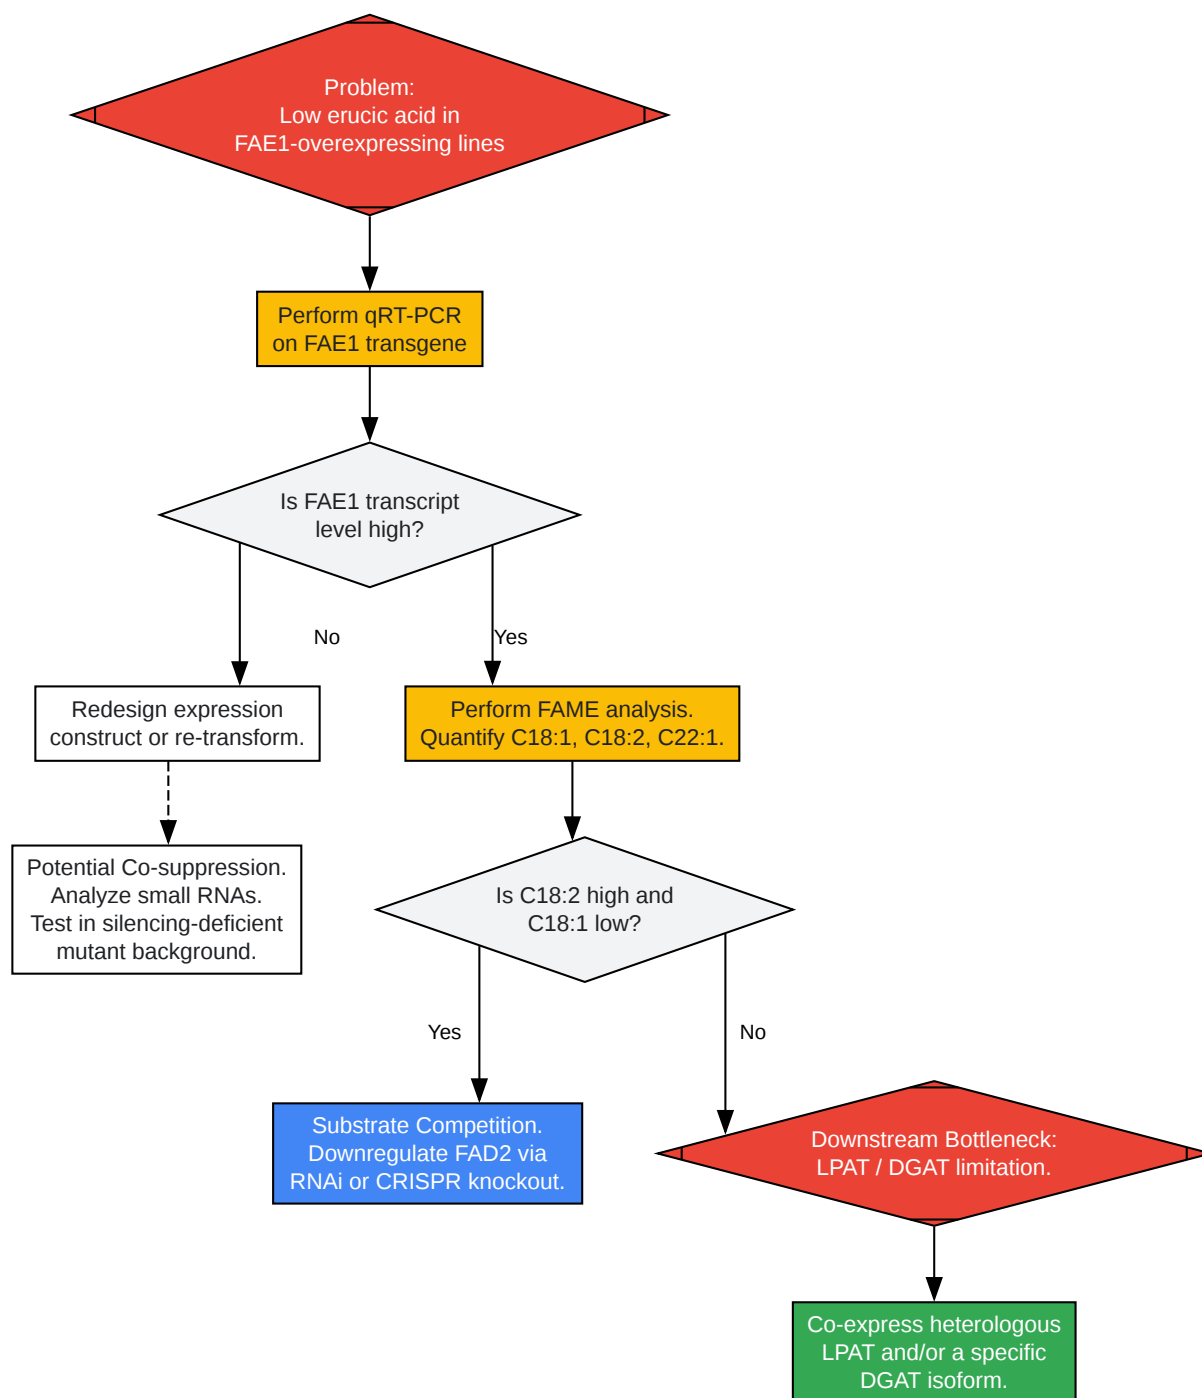 Problem:
Low erucic acid in
FAE1-overexpressing lines
Perform qRT-PCR
on FAE1 transgene
Is FAE1 transcript
level high?
No
Yes
Redesign expression
construct or re-transform.
Perform FAME analysis.
Quantify C18:1, C18:2, C22:1.
Potential Co-suppression.
Analyze small RNAs.
Test in silencing-deficient
mutant background.
Is C18:2 high and
C18:1 low?
Yes
No
Substrate Competition.
Downregulate FAD2 via
RNAi or CRISPR knockout.
Downstream Bottleneck:
LPAT / DGAT limitation.
Co-express heterologous
LPAT and/or a specific
DGAT isoform.